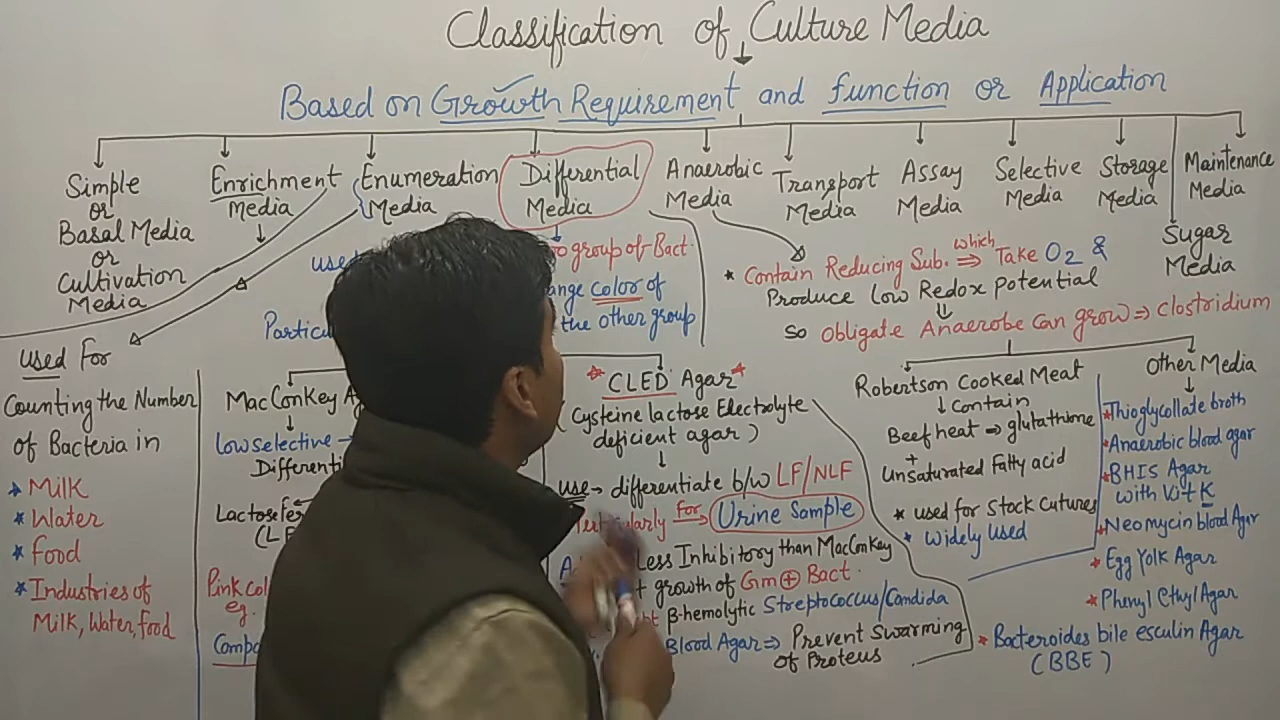 Classification of Culture Media
Based on Growth Requirement and function or Application
Simple
or
Basal Media
or
Cultivation
Media
Enrichment
Media
Enumeration
Media
Differential
Media
Anaerobic
Media
Transport
Media
Assay
Media
Selective
Media
Storage
Media
Maintenance
Media
Sugar
Media
used For
Counting the Number
of Bacteria in
* Milk
* Water
* Food
* Industries of
Milk, Water, food
group of Bact.
color of
the other group
MacConkey
Low selective →
Pink
eg.
* CLED Agar *
(Cysteine lactose Electrolyte
deficient agar)
use → differentiate b/w LF/NLF
For → Urine Sample
Less Inhibitory than MacConkey
growth of Gm ⊕ Bact.
β-hemolytic Streptococcus/Candida
Blood Agar ⇒ Prevent Swarming
of Proteus
* Contain Reducing Sub. which ⇒ Take O2 &
Produce Low Redox potential
So Obligate Anaerobe Can grow ⇒ Clostridium
Robertson Cooked Meat
↓ Contain
Beef heat → glutathione
+
Unsaturated Fatty acid
* used for Stock Cutures
* Widely used
Other Media
* Thioglycollate broth
* Anaerobic blood agar
* BHIS Agar
with Vit K
* Neomycin blood Agar
* Egg Yolk Agar
* Phenyl Ethyl Agar
* Bacteroides bile esculin Agar
(BBE)